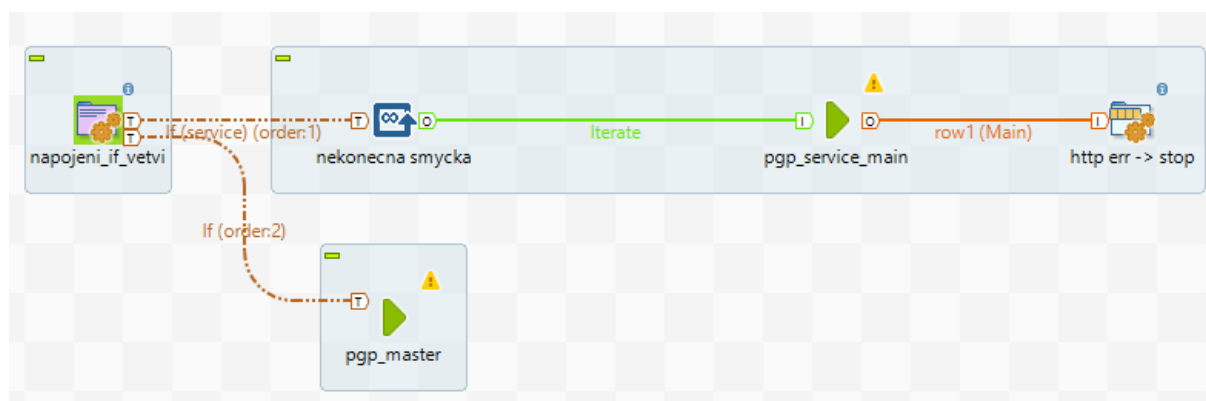 If (service) (order:1)
Iterate
row1 (Main)
napojeni_if_vetvi
nekonecna smycka
pgp_service_main
http err -> stop
If (order:2)
pgp_master
T
T
T
O
I
O
I
T